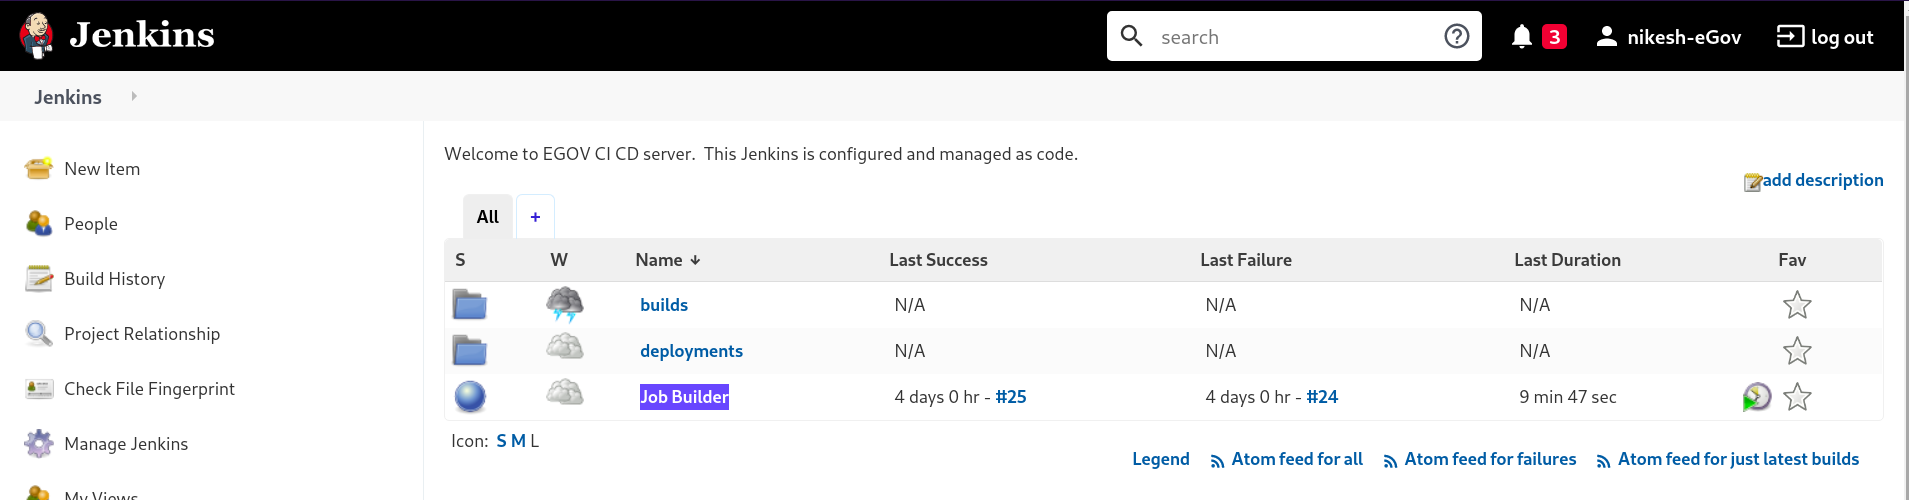 Jenkins
search
3
nikesh-eGov
log out
Jenkins
New Item
People
Build History
Project Relationship
Check File Fingerprint
Manage Jenkins
My Views
Welcome to EGOV CI CD server. This Jenkins is configured and managed as code.
add description
All +
S W Name ↓ Last Success Last Failure Last Duration Fav
builds N/A N/A N/A
deployments N/A N/A N/A
Job Builder 4 days 0 hr - #25 4 days 0 hr - #24 9 min 47 sec
Icon: S M L
Legend Atom feed for all Atom feed for failures Atom feed for just latest builds